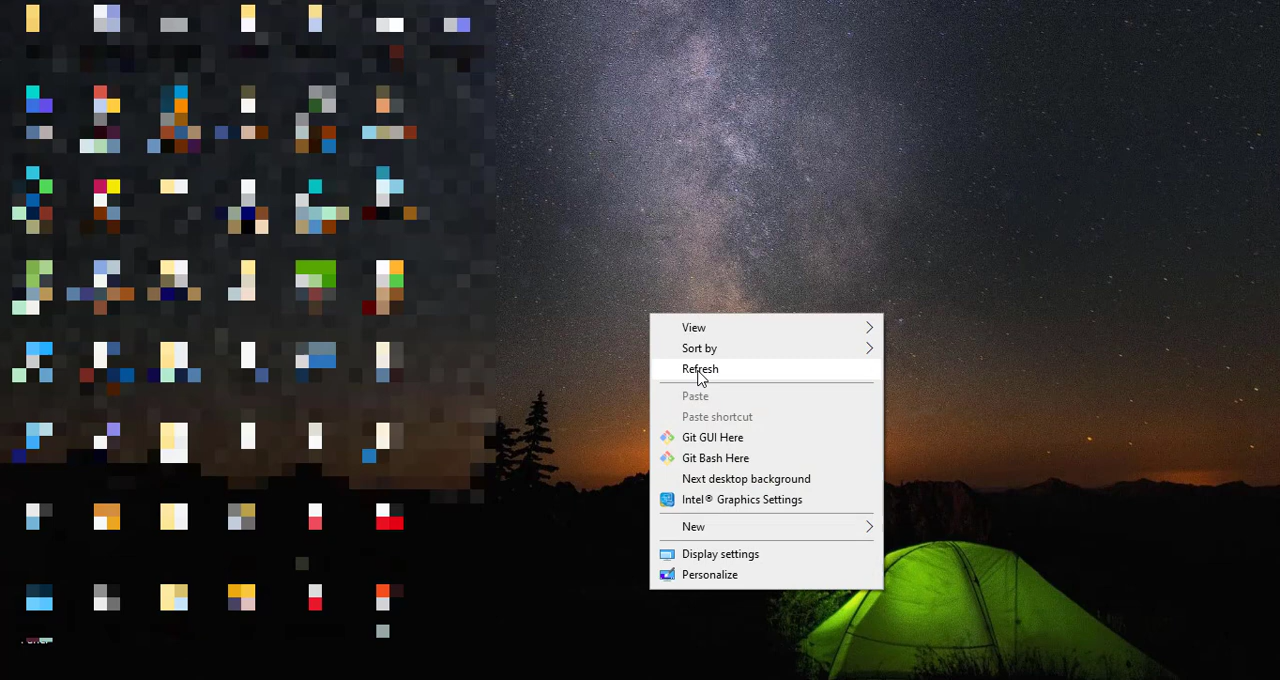 View
Sort by
Refresh
Paste
Paste shortcut
Git GUI Here
Git Bash Here
Next desktop background
Intel® Graphics Settings
New
Display settings
Personalize